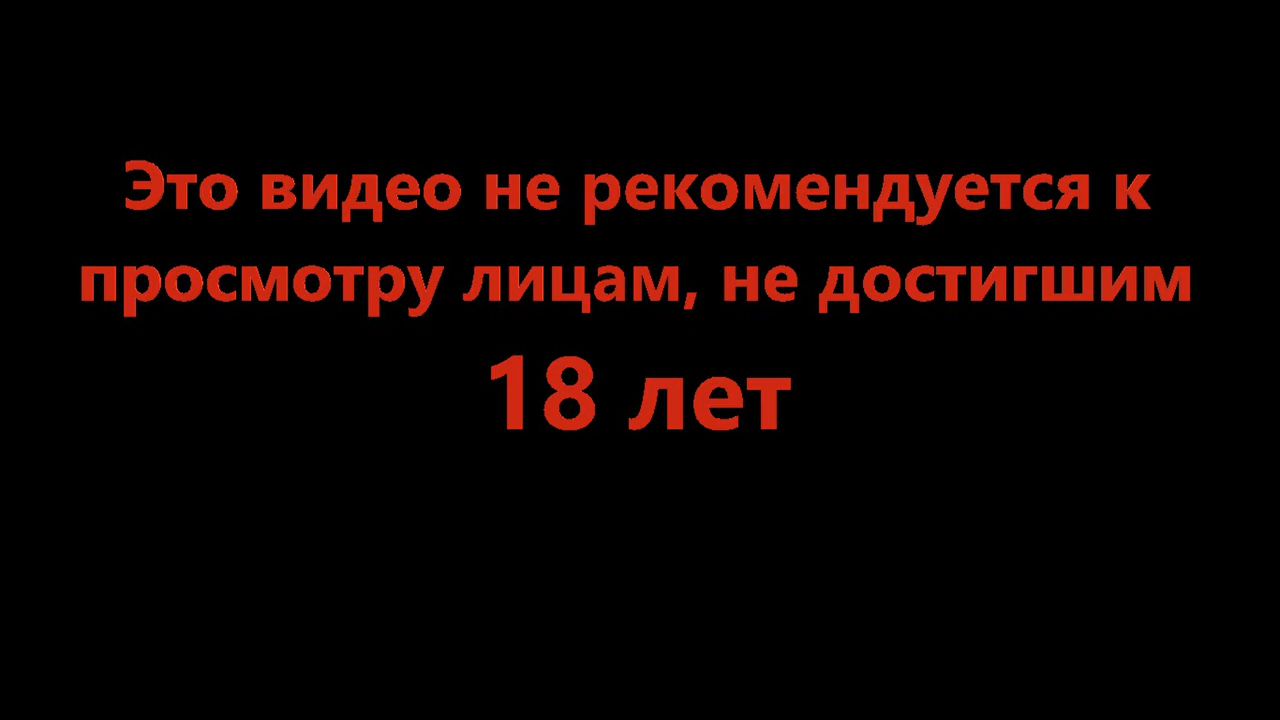 Это видео не рекомендуется к
просмотру лицам, не достигшим
18 лет